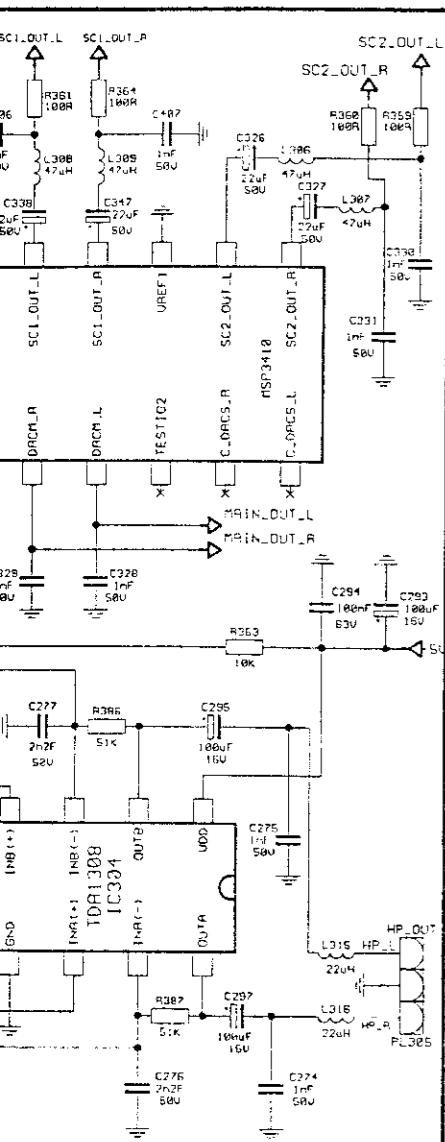 SC1_OUT_L
SC1_OUT_R
SC2_OUT_L
SC2_OUT_R
R361
100R
R364
100R
C407
1nF
50V
L308
47uH
L309
47uH
C338
50V
C347
22uF
50V
C326
22uF
50V
L306
47uH
R360
100R
R359
100R
C327
22uF
50V
L307
47uH
C330
1nF
50V
C331
1nF
50V
SC1_OUT_L
SC1_OUT_R
VREF1
SC2_OUT_L
SC2_OUT_R
MSP3410
DACM_R
DACM_L
TESTIO2
C_DACS_R
C_DACS_L
MAIN_OUT_L
MAIN_OUT_R
C328
1nF
50V
C294
100nF
63V
C293
100uF
16V
R363
10K
C277
2n2F
50V
R386
51K
C295
100uF
16V
C275
1nF
50V
INB(+)
INB(-)
OUTB
VDD
TDA1308
IC304
GND
INA(+)
INA(-)
OUTA
HP_OUT
L315
22uH
HP_L
L316
22uH
HP_R
PL305
R387
51K
C297
100uF
16V
C276
2n2F
50V
C274
1nF
50V